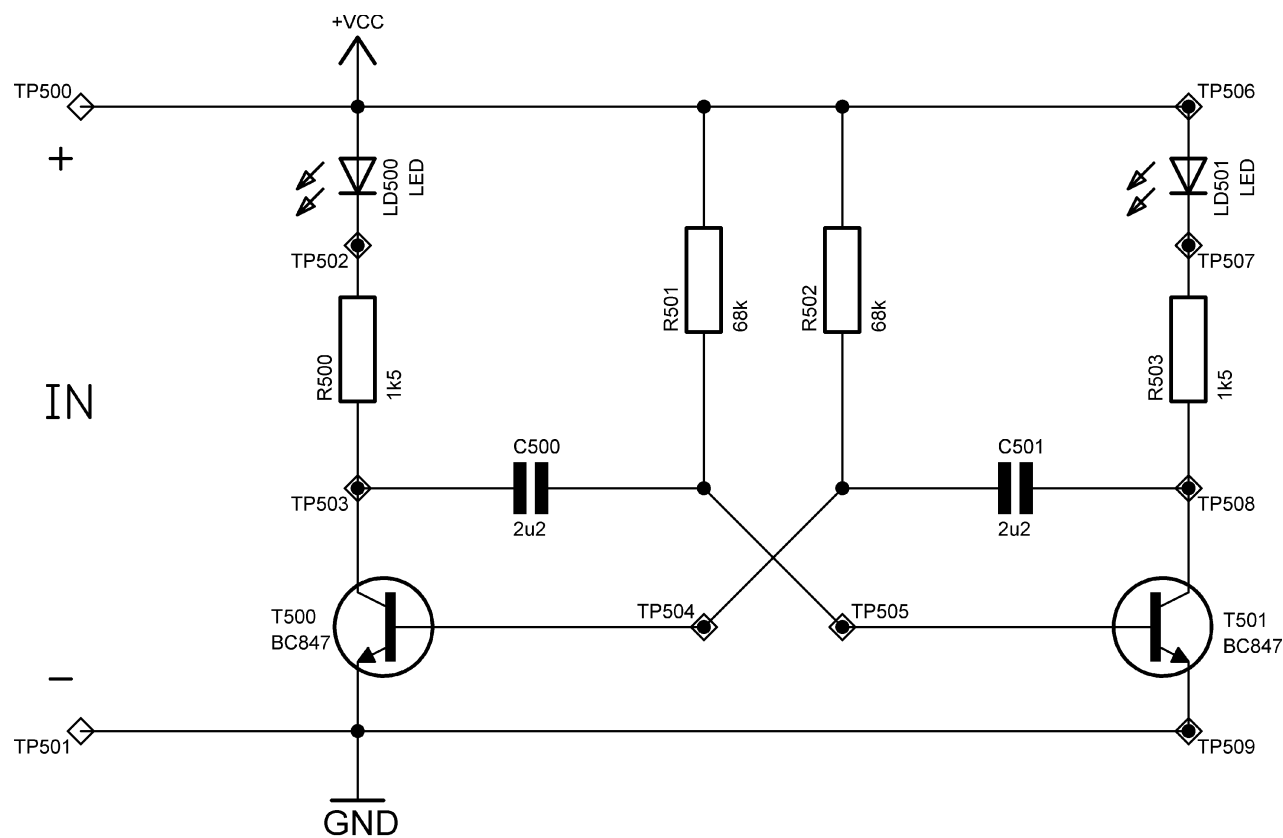 +VCC
TP500
TP506
+
LD500
LED
LD501
LED
TP502
TP507
R501
68k
R502
68k
R500
1k5
R503
1k5
IN
C500
C501
TP503
TP508
2u2
2u2
TP504
TP505
T500
BC847
T501
BC847
−
TP501
TP509
GND